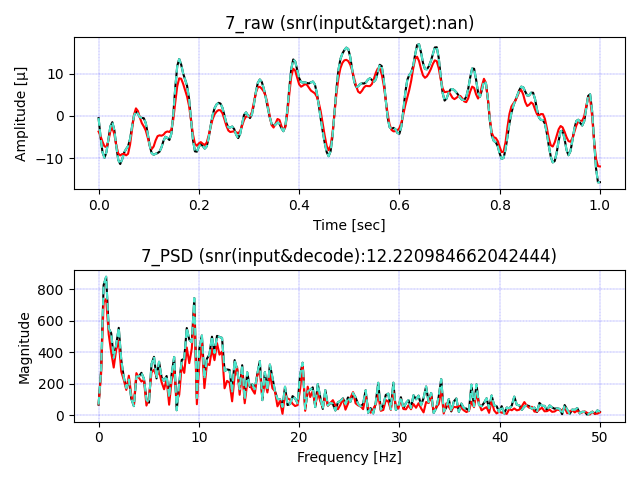 7_raw (snr(input&target):nan)
Amplitude [µ]
10
0
−10
0.0 0.2 0.4 0.6 0.8 1.0
Time [sec]
7_PSD (snr(input&decode):12.220984662042444)
Magnitude
800
600
400
200
0
0 10 20 30 40 50
Frequency [Hz]